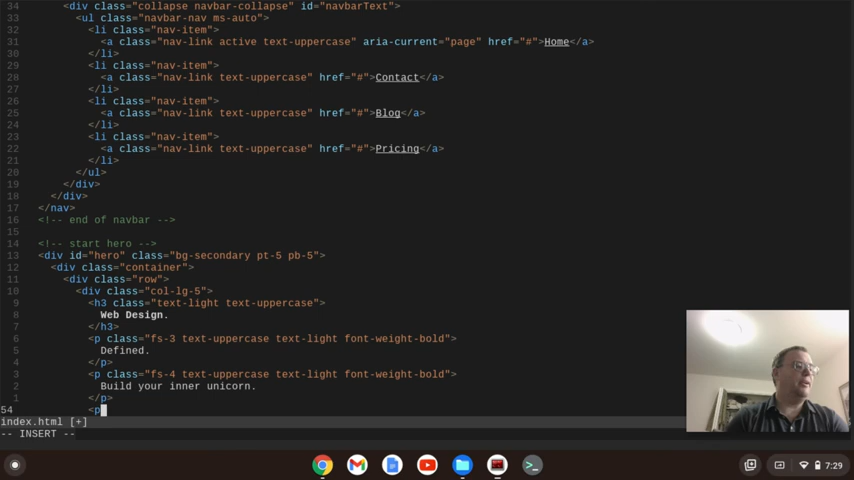 34 <div class="collapse navbar-collapse" id="navbarText">
33 <ul class="navbar-nav ms-auto">
32 <li class="nav-item">
31 <a class="nav-link active text-uppercase" aria-current="page" href="#">Home</a>
30 </li>
29 <li class="nav-item">
28 <a class="nav-link text-uppercase" href="#">Contact</a>
27 </li>
26 <li class="nav-item">
25 <a class="nav-link text-uppercase" href="#">Blog</a>
24 </li>
23 <li class="nav-item">
22 <a class="nav-link text-uppercase" href="#">Pricing</a>
21 </li>
20 </ul>
19 </div>
18 </div>
17 </nav>
16 <!-- end of navbar -->
15
14 <!-- start hero -->
13 <div id="hero" class="bg-secondary pt-5 pb-5">
12 <div class="container">
11 <div class="row">
10 <div class="col-lg-5">
9 <h3 class="text-light text-uppercase">
8 Web Design.
7 </h3>
6 <p class="fs-3 text-uppercase text-light font-weight-bold">
5 Defined.
4 </p>
3 <p class="fs-4 text-uppercase text-light font-weight-bold">
2 Build your inner unicorn.
1 </p>
54 <p
index.html [+]
-- INSERT --
7:29